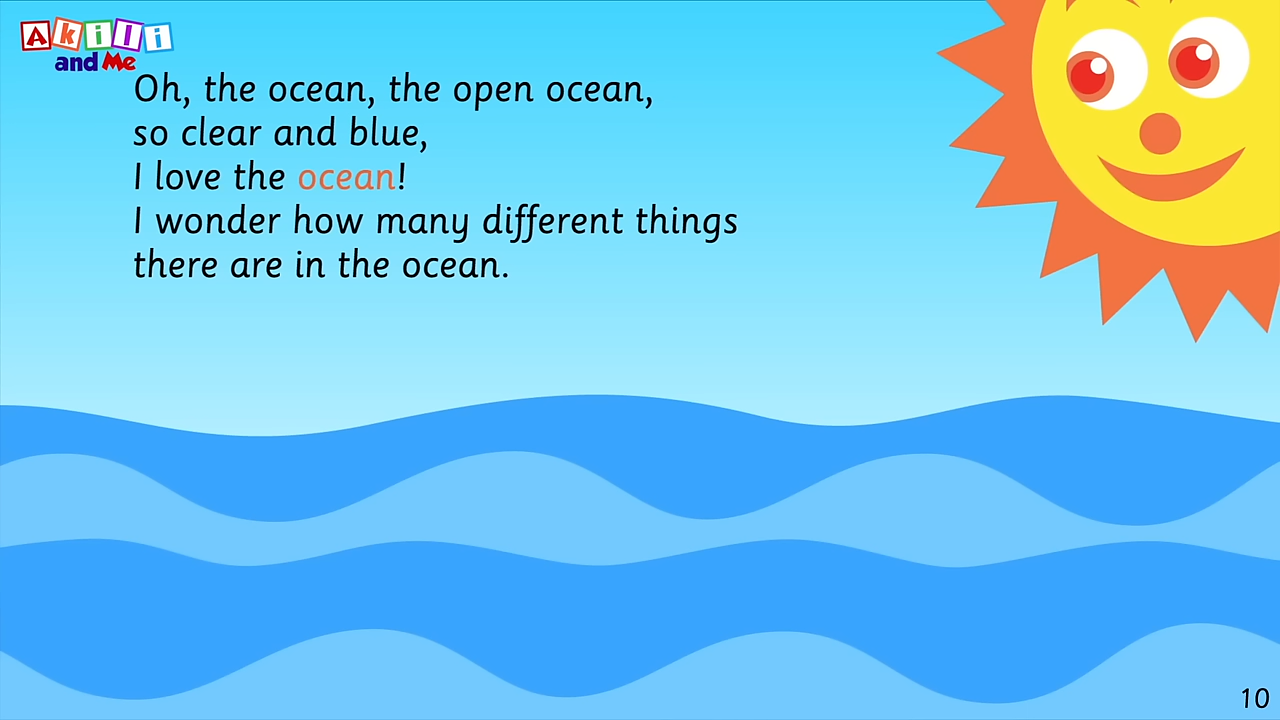 Akili
and Me
Oh, the ocean, the open ocean,
so clear and blue,
I love the ocean!
I wonder how many different things
there are in the ocean.
10